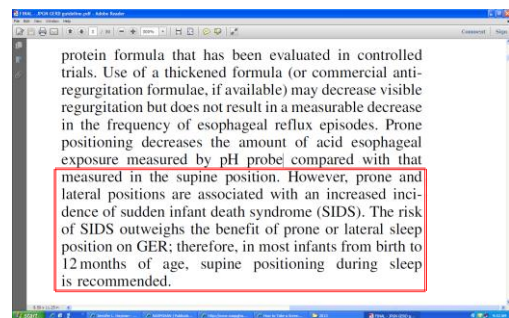 protein formula that has been evaluated in controlled
trials. Use of a thickened formula (or commercial anti-
regurgitation formulae, if available) may decrease visible
regurgitation but does not result in a measurable decrease
in the frequency of esophageal reflux episodes. Prone
positioning decreases the amount of acid esophageal
exposure measured by pH probe compared with that
measured in the supine position. However, prone and
lateral positions are associated with an increased inci-
dence of sudden infant death syndrome (SIDS). The risk
of SIDS outweighs the benefit of prone or lateral sleep
position on GER; therefore, in most infants from birth to
12 months of age, supine positioning during sleep
is recommended.